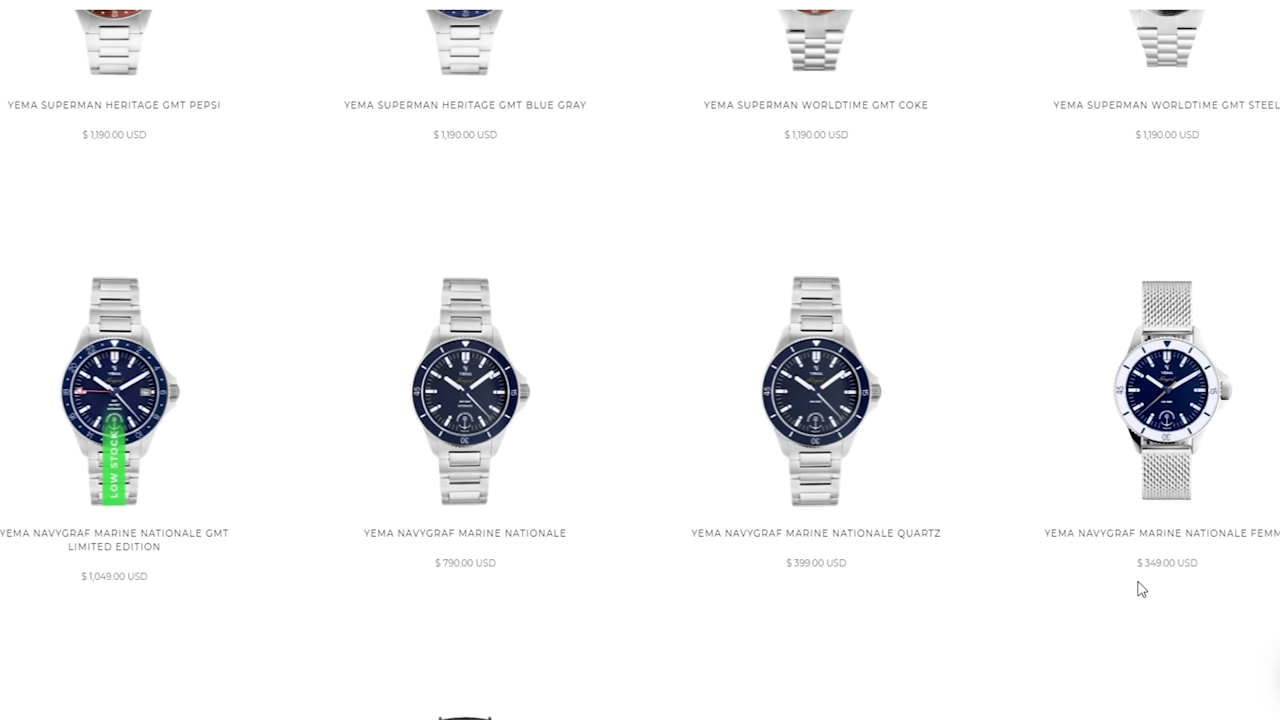 YEMA SUPERMAN HERITAGE GMT PEPSI
$ 1,190.00 USD
YEMA SUPERMAN HERITAGE GMT BLUE GRAY
$ 1,190.00 USD
YEMA SUPERMAN WORLDTIME GMT COKE
$ 1,190.00 USD
YEMA SUPERMAN WORLDTIME GMT STEEL
$ 1,190.00 USD
LOW STOCK
YEMA NAVYGRAF MARINE NATIONALE GMT
LIMITED EDITION
$ 1,049.00 USD
YEMA
YEMA NAVYGRAF MARINE NATIONALE
$ 790.00 USD
YEMA
YEMA NAVYGRAF MARINE NATIONALE QUARTZ
$ 399.00 USD
YEMA
YEMA NAVYGRAF MARINE NATIONALE FEMM
$ 349.00 USD